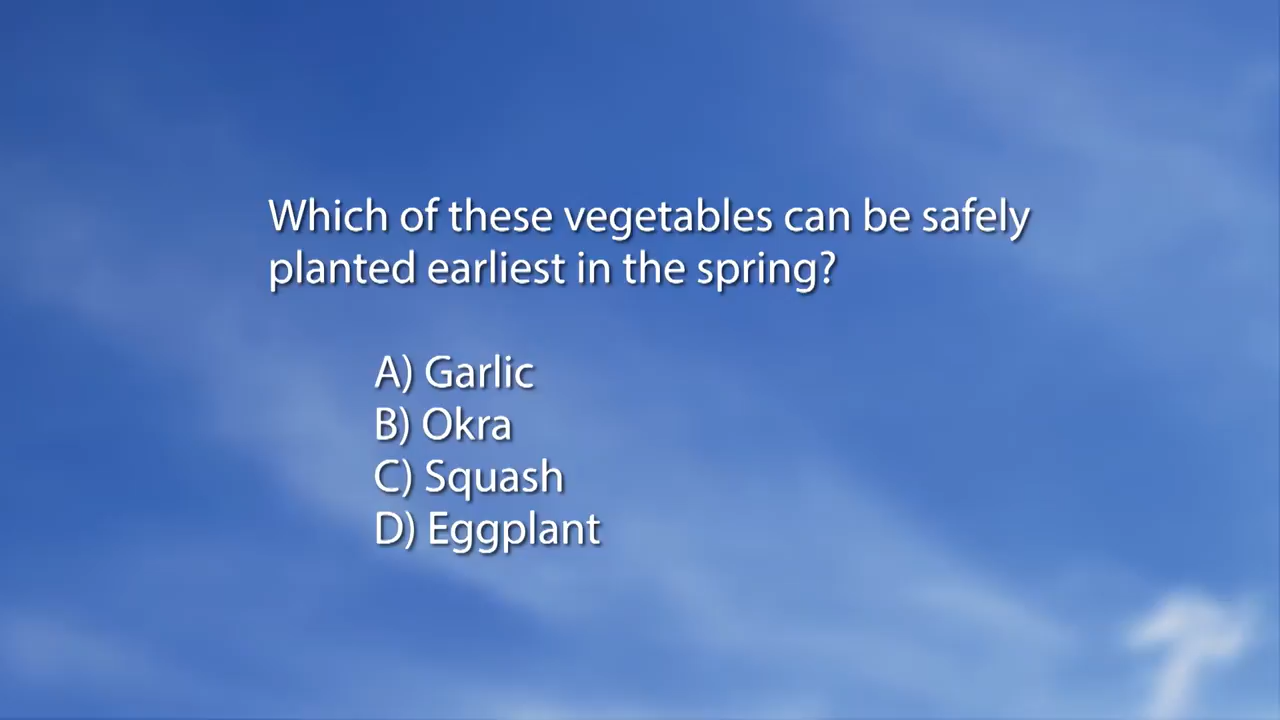 Which of these vegetables can be safely
planted earliest in the spring?
A) Garlic
B) Okra
C) Squash
D) Eggplant